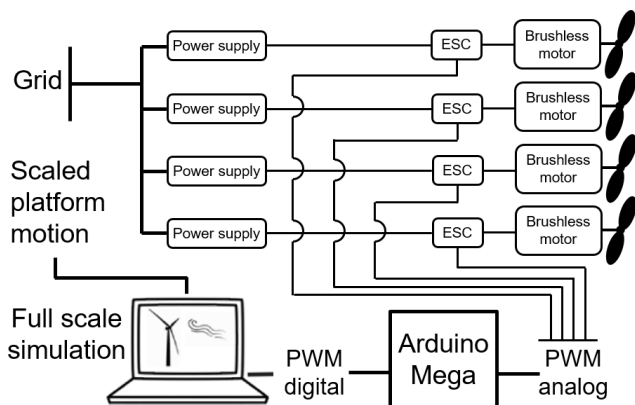 Grid
Power supply
ESC
Brushless
motor
Power supply
ESC
Brushless
motor
Power supply
ESC
Brushless
motor
Power supply
ESC
Brushless
motor
Scaled
platform
motion
Full scale
simulation
PWM
digital
Arduino
Mega
PWM
analog